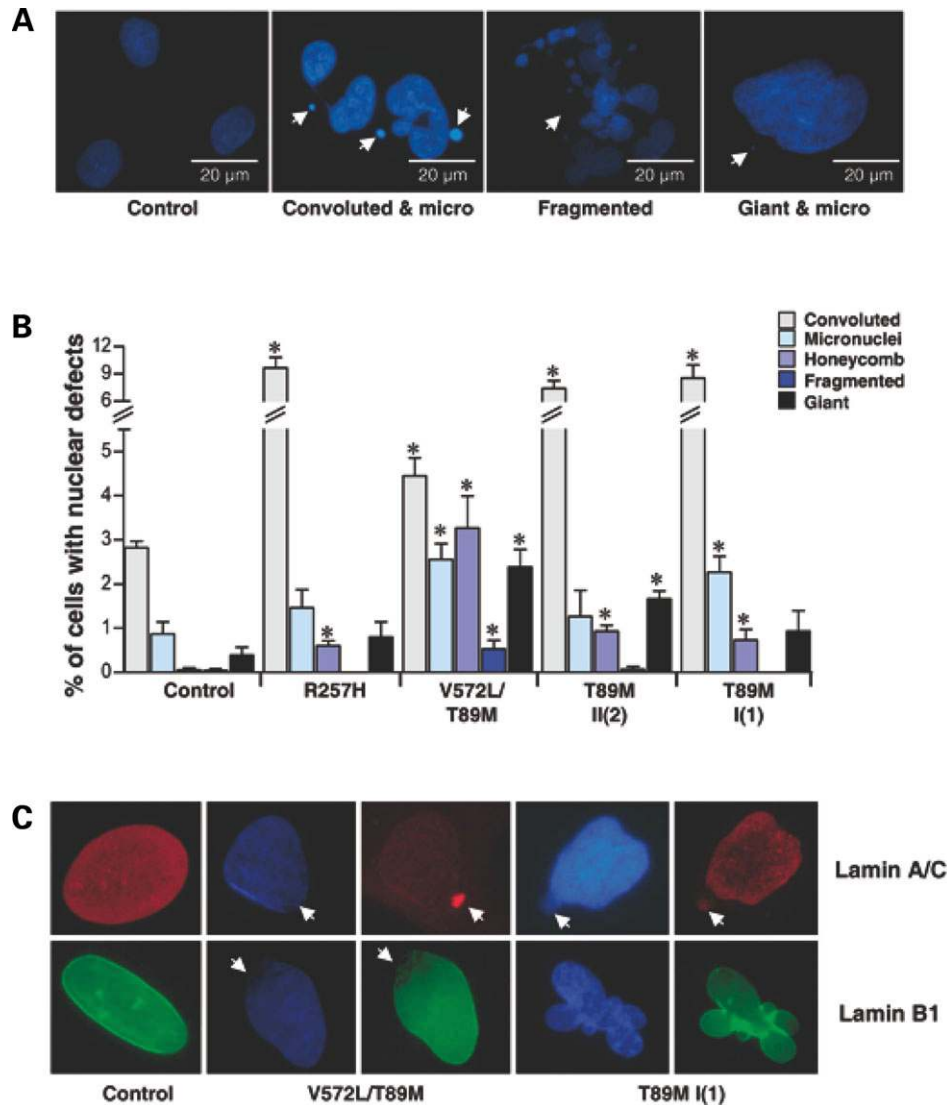 A
20 µm 20 µm 20 µm 20 µm
Control Convoluted & micro Fragmented Giant & micro
B
% of cells with nuclear defects
12
9
6
5
4
3
2
1
0
* * * * * * * * * * * * *
Convoluted
Micronuclei
Honeycomb
Fragmented
Giant
Control R257H V572L/ T89M T89M
T89M II(2) I(1)
C
Lamin A/C
Lamin B1
Control V572L/T89M T89M I(1)